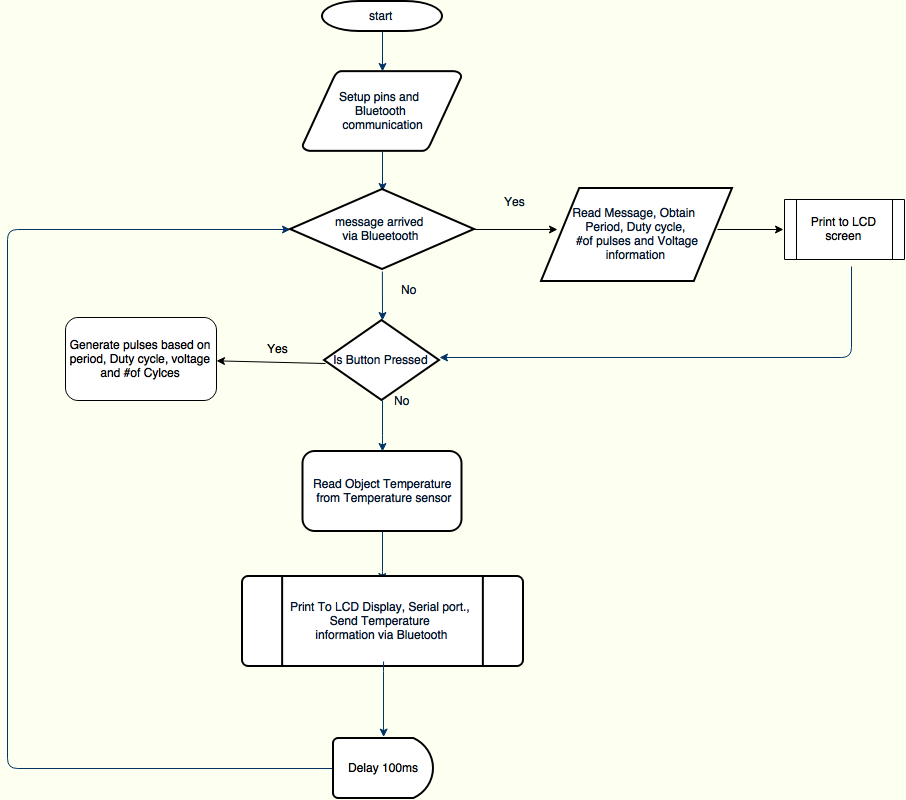 start
Setup pins and
Bluetooth
communication
message arrived
via Blueetooth
Yes
Read Message, Obtain
Period, Duty cycle,
#of pulses and Voltage
information
Print to LCD
screen
No
Is Button Pressed
Yes
Generate pulses based on
period, Duty cycle, voltage
and #of Cylces
No
Read Object Temperature
from Temperature sensor
Print To LCD Display, Serial port.,
Send Temperature
information via Bluetooth
Delay 100ms